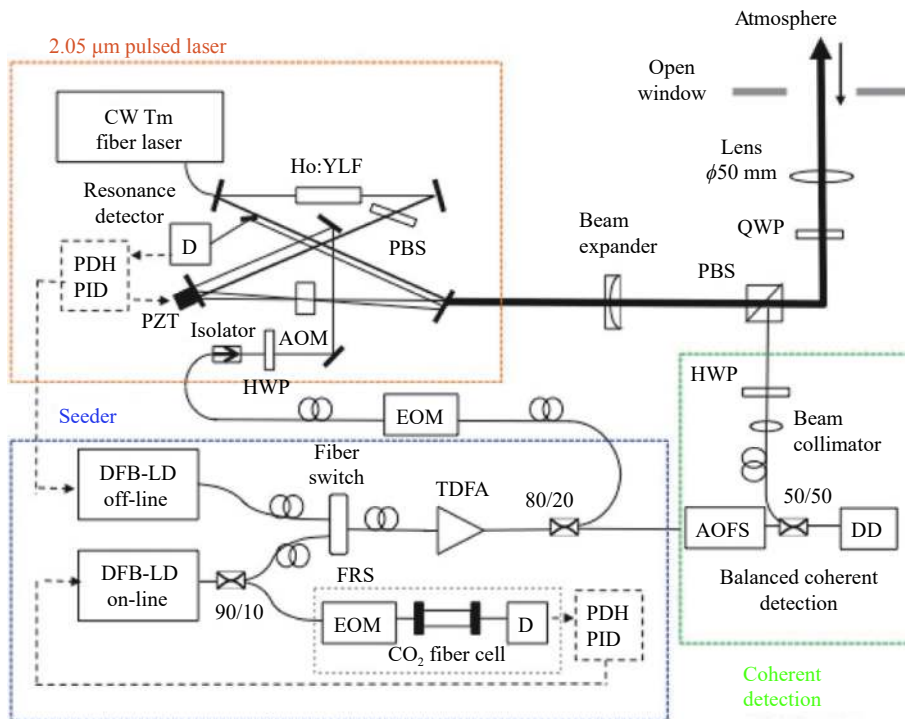 2.05 μm pulsed laser
Atmosphere
Open
window
CW Tm
fiber laser
Ho:YLF
Lens
ϕ50 mm
Resonance
detector
D
PBS
Beam
expander
QWP
PDH
PID
PBS
PZT
Isolator
AOM
HWP
HWP
Seeder
EOM
Beam
collimator
DFB-LD
off-line
Fiber
switch
TDFA
80/20
50/50
AOFS
DD
DFB-LD
on-line
90/10
FRS
Balanced coherent
detection
EOM
D
PDH
PID
CO₂ fiber cell
Coherent
detection